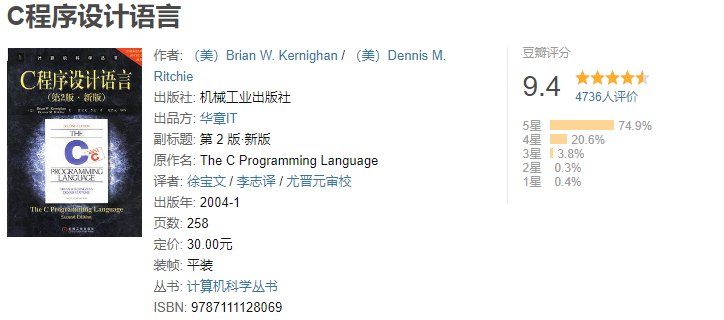 C程序设计语言
计算机科学丛书
C程序设计语言
（第2版·新版）
THE
C
PROGRAMMING
LANGUAGE
The C Programming Language
Second Edition
作者: （美）Brian W. Kernighan / （美）Dennis M.
Ritchie
出版社: 机械工业出版社
出品方: 华章IT
副标题: 第 2 版·新版
原作名: The C Programming Language
译者: 徐宝文 / 李志译 / 尤晋元审校
出版年: 2004-1
页数: 258
定价: 30.00元
装帧: 平装
丛书: 计算机科学丛书
ISBN: 9787111128069
豆瓣评分
9.4
4736人评价
5星 74.9%
4星 20.6%
3星 3.8%
2星 0.3%
1星 0.4%